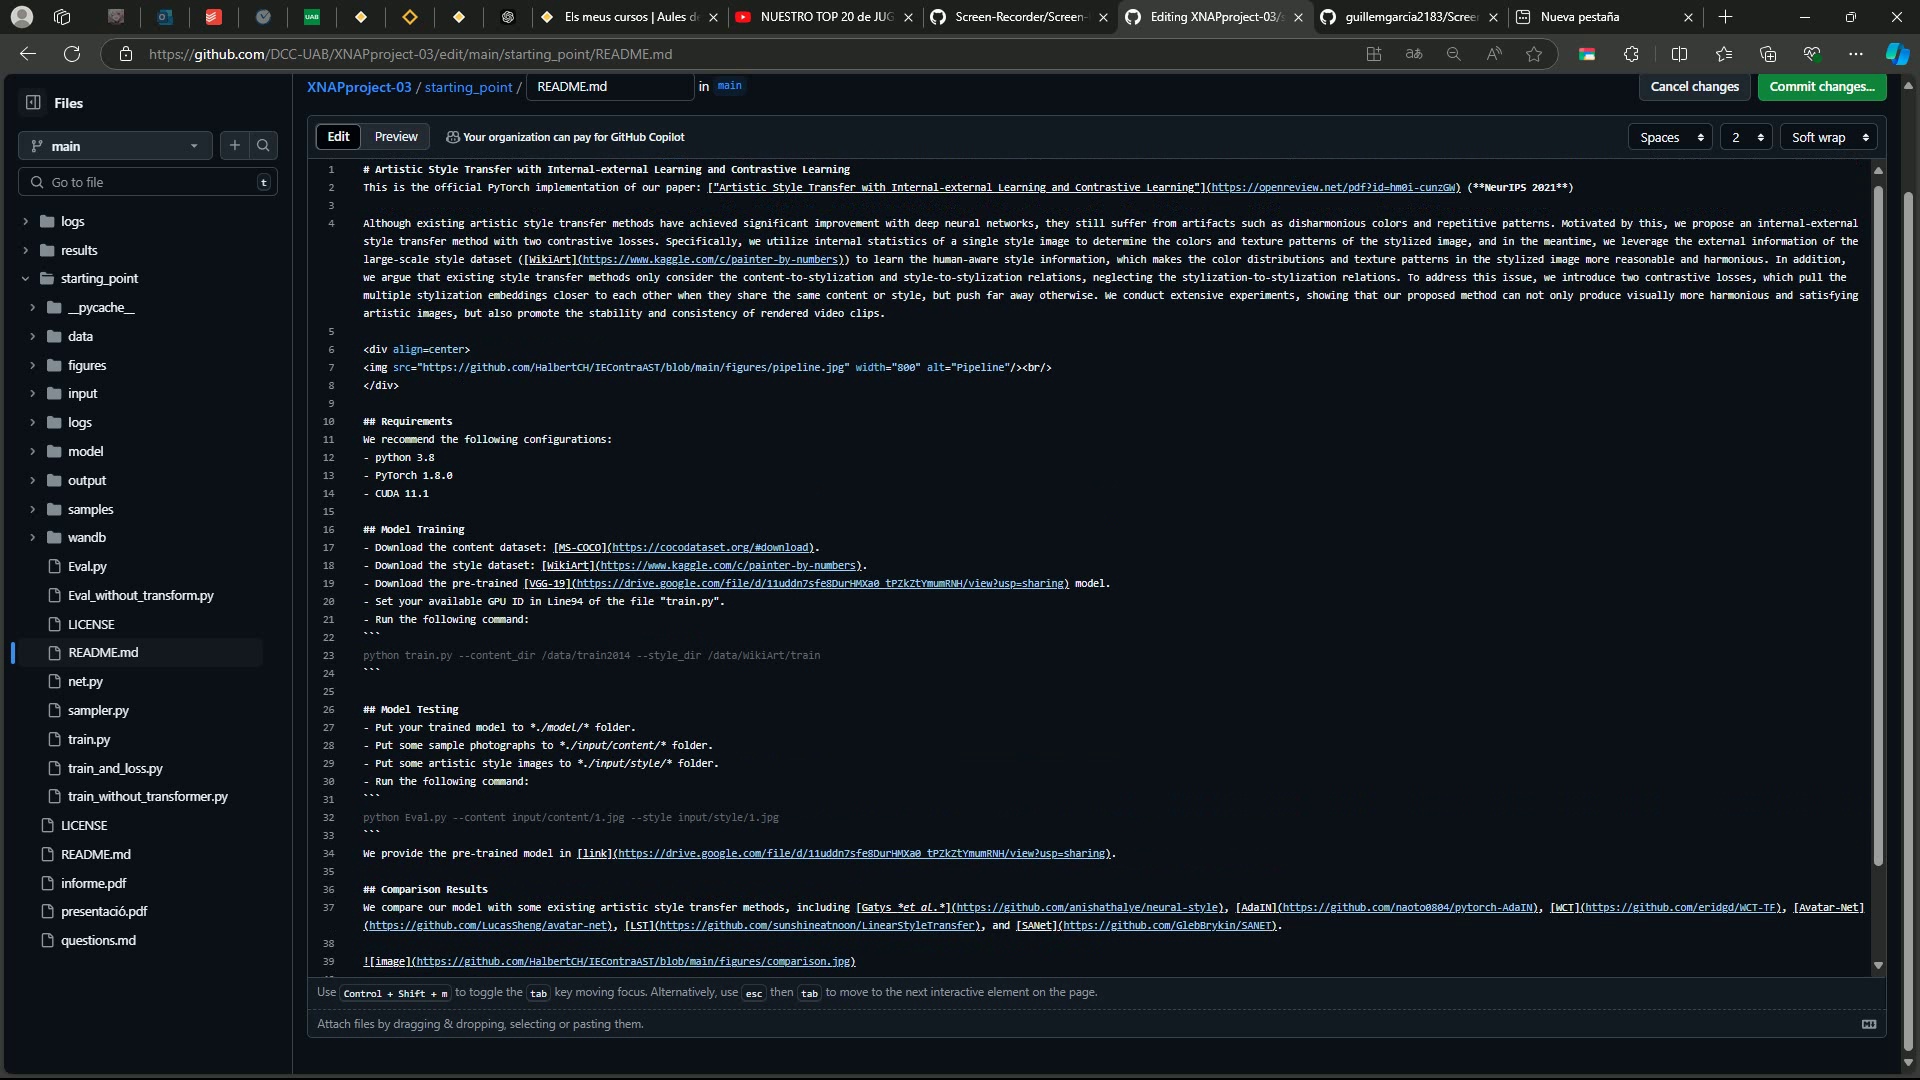 Els meus cursos | Aules de
NUESTRO TOP 20 de JUG
Screen-Recorder/Screen-
Editing XNAPproject-03/s
guillemgarcia2183/Scree
Nueva pestaña
https://github.com/DCC-UAB/XNAPproject-03/edit/main/starting_point/README.md
Files
main
Go to file
t
logs
results
starting_point
__pycache__
data
figures
input
logs
model
output
samples
wandb
Eval.py
Eval_without_transform.py
LICENSE
README.md
net.py
sampler.py
train.py
train_and_loss.py
train_without_transformer.py
LICENSE
README.md
informe.pdf
presentació.pdf
questions.md
XNAPproject-03 / starting_point / README.md in main
Cancel changes
Commit changes...
Edit
Preview
Your organization can pay for GitHub Copilot
Spaces
2
Soft wrap
1 # Artistic Style Transfer with Internal-external Learning and Contrastive Learning
2 This is the official PyTorch implementation of our paper: ["Artistic Style Transfer with Internal-external Learning and Contrastive Learning"](https://openreview.net/pdf?id=hm0i-cunzGW) (**NeurIPS 2021**)
3
4 Although existing artistic style transfer methods have achieved significant improvement with deep neural networks, they still suffer from artifacts such as disharmonious colors and repetitive patterns. Motivated by this, we propose an internal-external
style transfer method with two contrastive losses. Specifically, we utilize internal statistics of a single style image to determine the colors and texture patterns of the stylized image, and in the meantime, we leverage the external information of the
large-scale style dataset ([WikiArt](https://www.kaggle.com/c/painter-by-numbers)) to learn the human-aware style information, which makes the color distributions and texture patterns in the stylized image more reasonable and harmonious. In addition,
we argue that existing style transfer methods only consider the content-to-stylization and style-to-stylization relations, neglecting the stylization-to-stylization relations. To address this issue, we introduce two contrastive losses, which pull the
multiple stylization embeddings closer to each other when they share the same content or style, but push far away otherwise. We conduct extensive experiments, showing that our proposed method can not only produce visually more harmonious and satisfying
artistic images, but also promote the stability and consistency of rendered video clips.
5
6 <div align=center>
7 <img src="https://github.com/HalbertCH/IEContraAST/blob/main/figures/pipeline.jpg" width="800" alt="Pipeline"/><br/>
8 </div>
9
10 ## Requirements
11 We recommend the following configurations:
12 - python 3.8
13 - PyTorch 1.8.0
14 - CUDA 11.1
15
16 ## Model Training
17 - Download the content dataset: [MS-COCO](https://cocodataset.org/#download).
18 - Download the style dataset: [WikiArt](https://www.kaggle.com/c/painter-by-numbers).
19 - Download the pre-trained [VGG-19](https://drive.google.com/file/d/11uddn7sfe8DurHMXa0_tPZkZtYmumRNH/view?usp=sharing) model.
20 - Set your available GPU ID in Line94 of the file "train.py".
21 - Run the following command:
22 ```
23 python train.py --content_dir /data/train2014 --style_dir /data/WikiArt/train
24 ```
25
26 ## Model Testing
27 - Put your trained model to *./model/* folder.
28 - Put some sample photographs to *./input/content/* folder.
29 - Put some artistic style images to *./input/style/* folder.
30 - Run the following command:
31 ```
32 python Eval.py --content input/content/1.jpg --style input/style/1.jpg
33 ```
34 We provide the pre-trained model in [link](https://drive.google.com/file/d/11uddn7sfe8DurHMXa0_tPZkZtYmumRNH/view?usp=sharing).
35
36 ## Comparison Results
37 We compare our model with some existing artistic style transfer methods, including [Gatys *et al.*](https://github.com/anishathalye/neural-style), [AdaIN](https://github.com/naoto0804/pytorch-AdaIN), [WCT](https://github.com/eridgd/WCT-TF), [Avatar-Net]
(https://github.com/LucasSheng/avatar-net), [LST](https://github.com/sunshineatnoon/LinearStyleTransfer), and [SANet](https://github.com/GlebBrykin/SANET).
38
39 ![image](https://github.com/HalbertCH/IEContraAST/blob/main/figures/comparison.jpg)
Use Control + Shift + m to toggle the tab key moving focus. Alternatively, use esc then tab to move to the next interactive element on the page.
Attach files by dragging & dropping, selecting or pasting them.